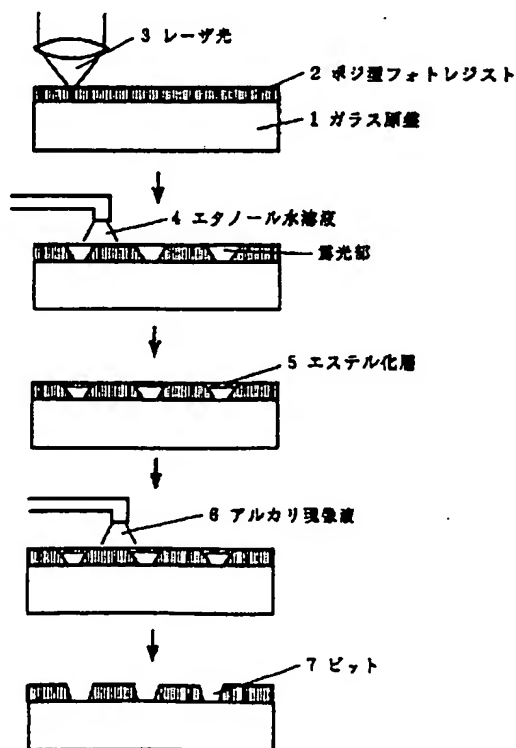 3 レーザ光
2 ポジ型フォトレジスト
1 ガラス原盤
4 エタノール水溶液
露光部
5 エステル化層
6 アルカリ現像液
7 ピット